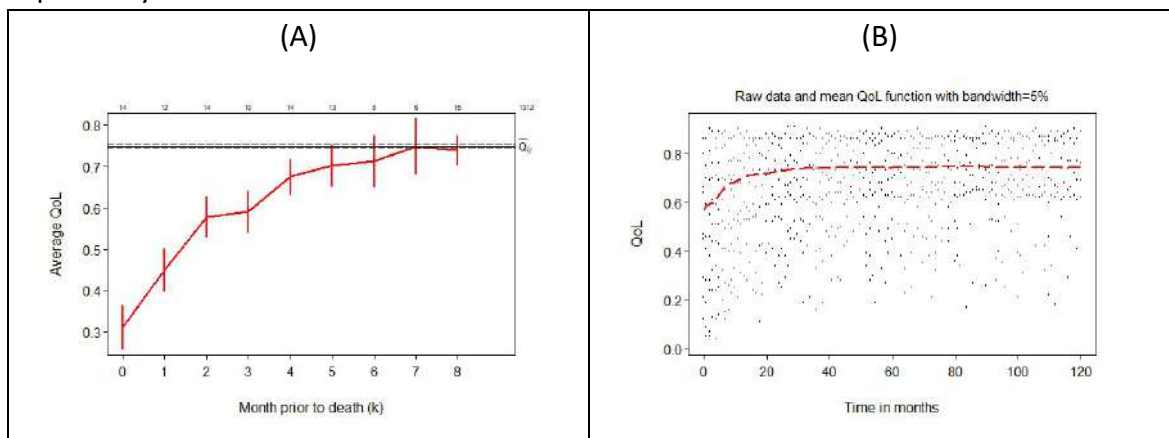 (A)
14 12 14 14 13 6 15 1312
0.8
0.7
0.6
0.5
0.4
0.3
Average QoL
0 1 2 3 4 5 6 7 8
Month prior to death (k)
(B)
Raw data and mean QoL function with bandwidth=5%
0.8
0.6
0.4
0.2
0.0
QoL
0 20 40 60 80 100 120
Time in months